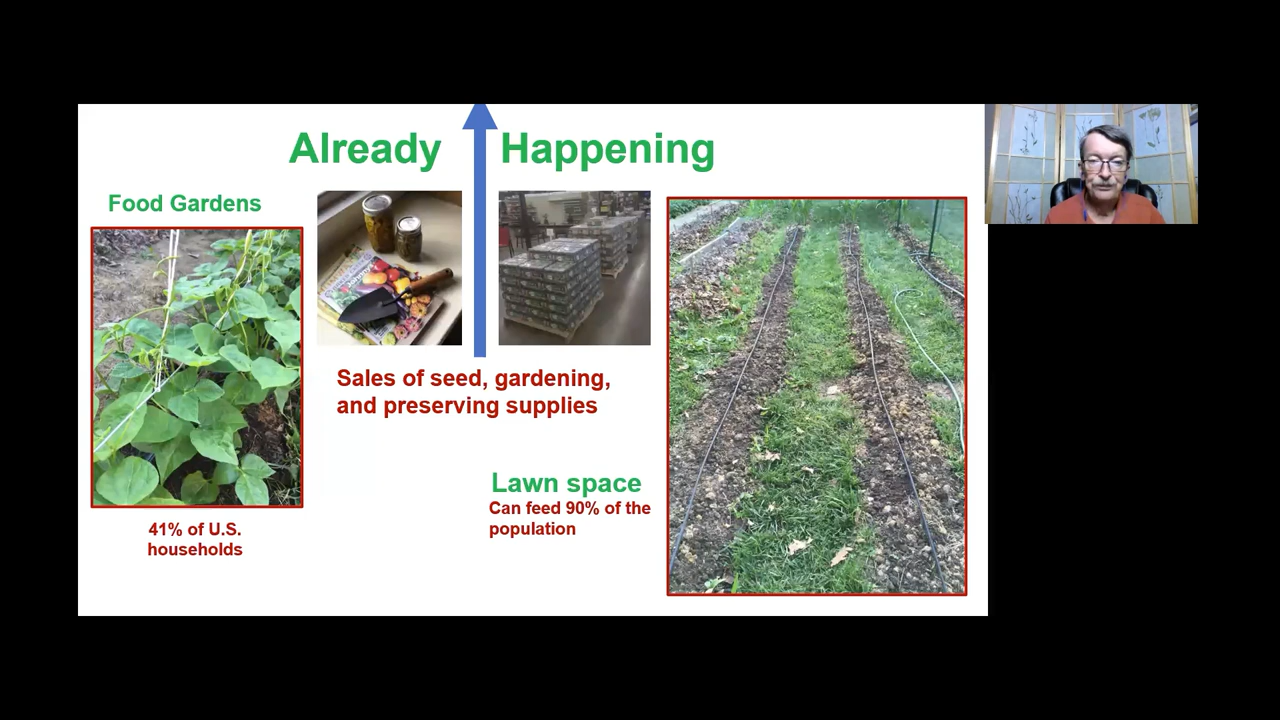 Already Happening
Food Gardens
Sales of seed, gardening,
and preserving supplies
41% of U.S.
households
Lawn space
Can feed 90% of the
population